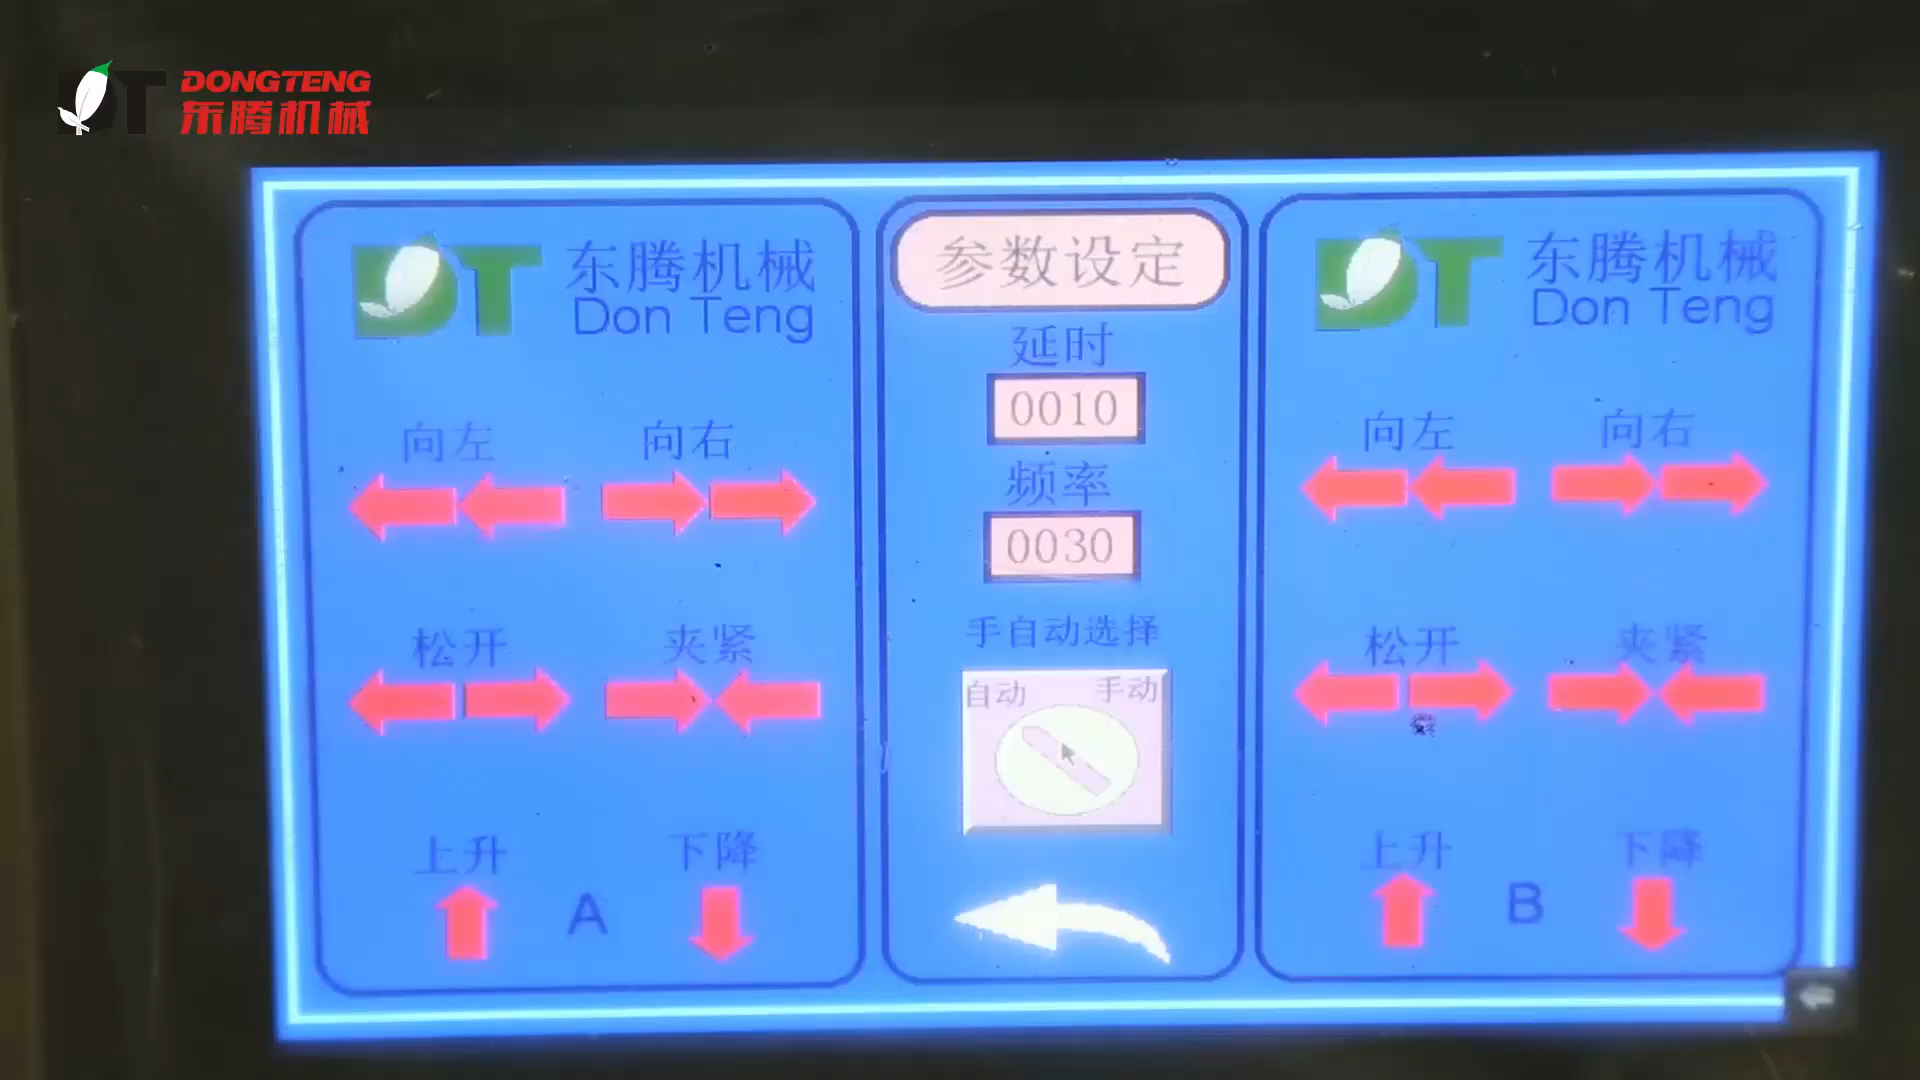 DT DONGTENG
东腾机械
DT 东腾机械
Don Teng
向左 向右
松开 夹紧
上升 下降
A
参数设定
延时
0010
频率
0030
手自动选择
自动 手动
DT 东腾机械
Don Teng
向左 向右
松开 夹紧
上升 下降
B